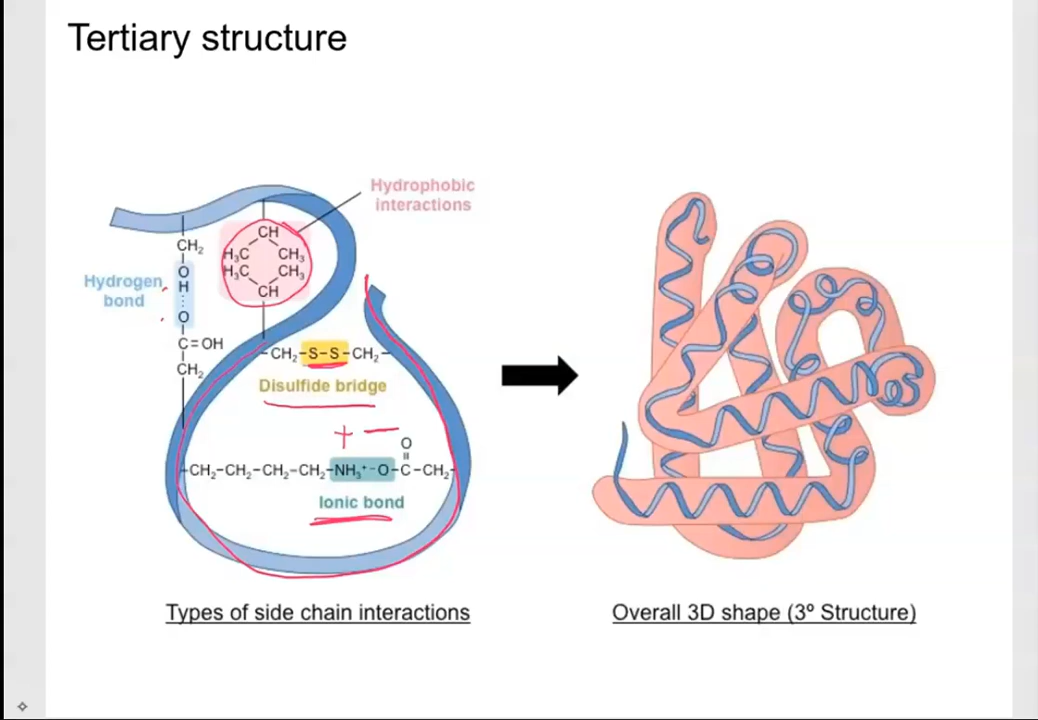 Tertiary structure
Hydrophobic
interactions
CH
CH₂
H₃C
CH₃
O
H₃C
CH₃
Hydrogen
bond
H
CH
O
C=OH
CH₂-S-S-CH₂
CH₂
Disulfide bridge
+ −
O
CH₂-CH₂-CH₂-CH₂-NH₃⁺ ⁻O-C-CH₂
Ionic bond
Types of side chain interactions
Overall 3D shape (3º Structure)